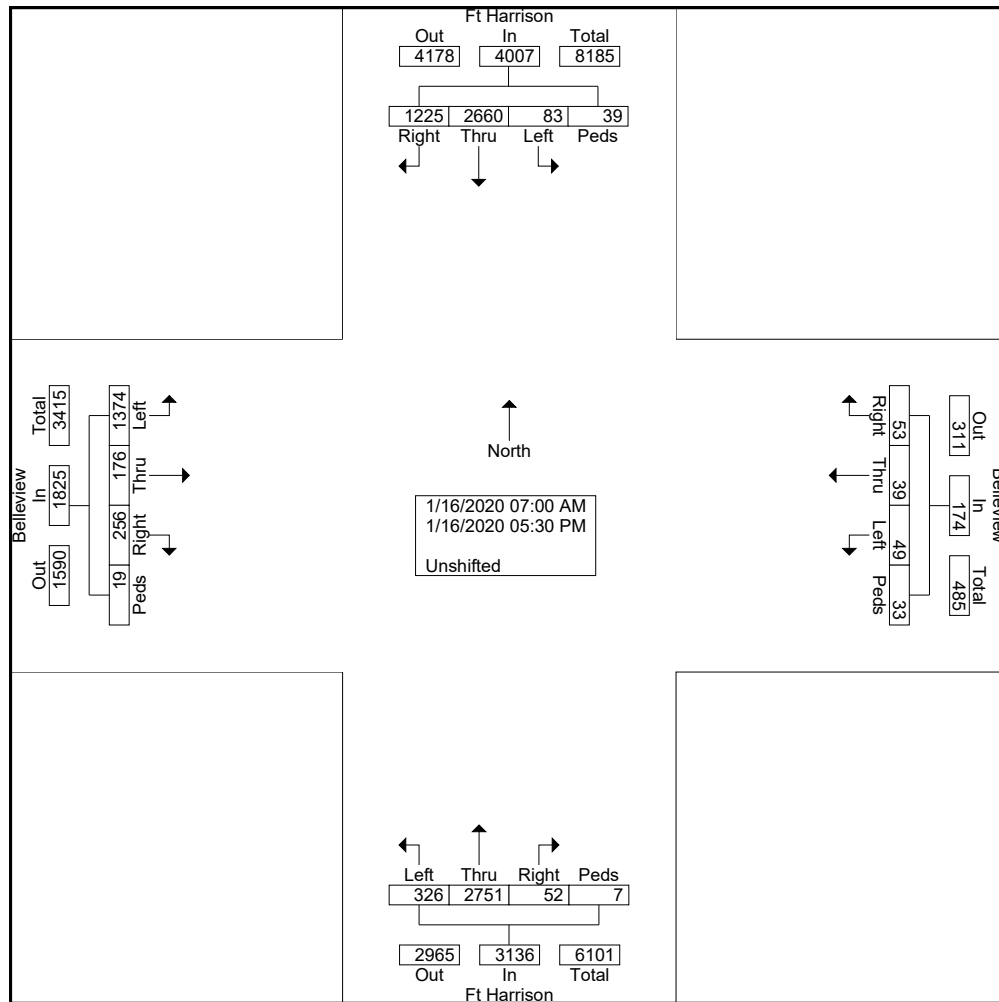 Ft Harrison
Out In Total
4178 4007 8185
1225 2660 83 39
Right Thru Left Peds
Belleview
Total In Out
3415 1825 1590
1374 176 256 19
Left Thru Right Peds
North
1/16/2020 07:00 AM
1/16/2020 05:30 PM
Unshifted
Right Thru Left Peds
53 39 49 33
Out In Total
311 174 485
Belleview
Left Thru Right Peds
326 2751 52 7
2965 3136 6101
Out In Total
Ft Harrison